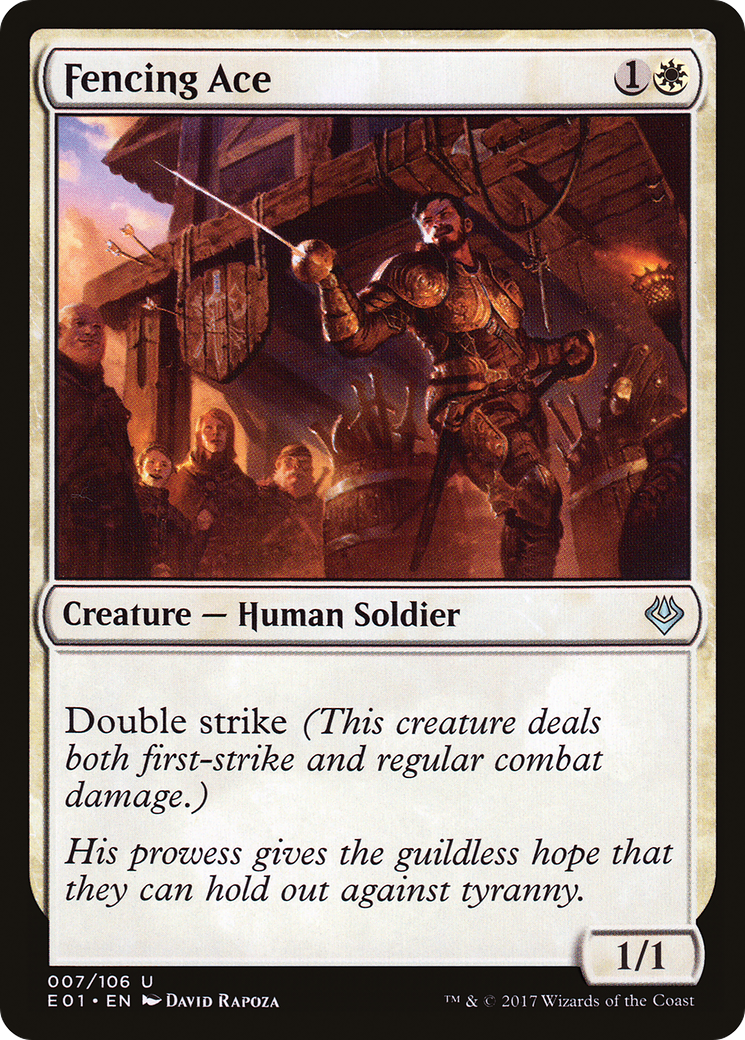 Fencing Ace 1
Creature — Human Soldier
Double strike (This creature deals
both first-strike and regular combat
damage.)
His prowess gives the guildless hope that
they can hold out against tyranny.
1/1
007/106 U
E01 • EN David Rapoza ™ & © 2017 Wizards of the Coast